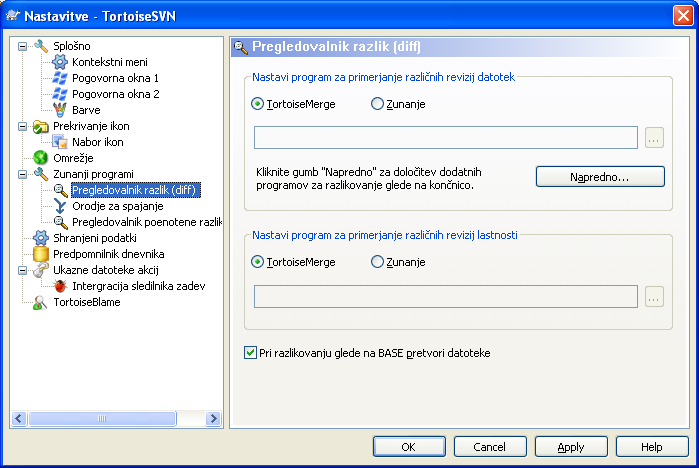 Nastavitve - TortoiseSVN
Splošno
Kontekstni meni
Pogovorna okna 1
Pogovorna okna 2
Barve
Prekrivanje ikon
Nabor ikon
Omrežje
Zunanji programi
Pregledovalnik razlik (diff)
Orodje za spajanje
Pregledovalnik poenotene razlik
Shranjeni podatki
Predpomnilnik dnevnika
Ukazne datoteke akcij
Intergracija sledilnika zadev
TortoiseBlame
Pregledovalnik razlik (diff)
Nastavi program za primerjanje različnih revizij datotek
TortoiseMerge Zunanje
...
Kliknite gumb "Napredno" za določitev dodatnih
programov za razlikovanje glede na končnico.
Napredno...
Nastavi program za primerjanje različnih revizij lastnosti
TortoiseMerge Zunanje
...
Pri razlikovanju glede na BASE pretvori datoteke
OK Cancel Apply Help